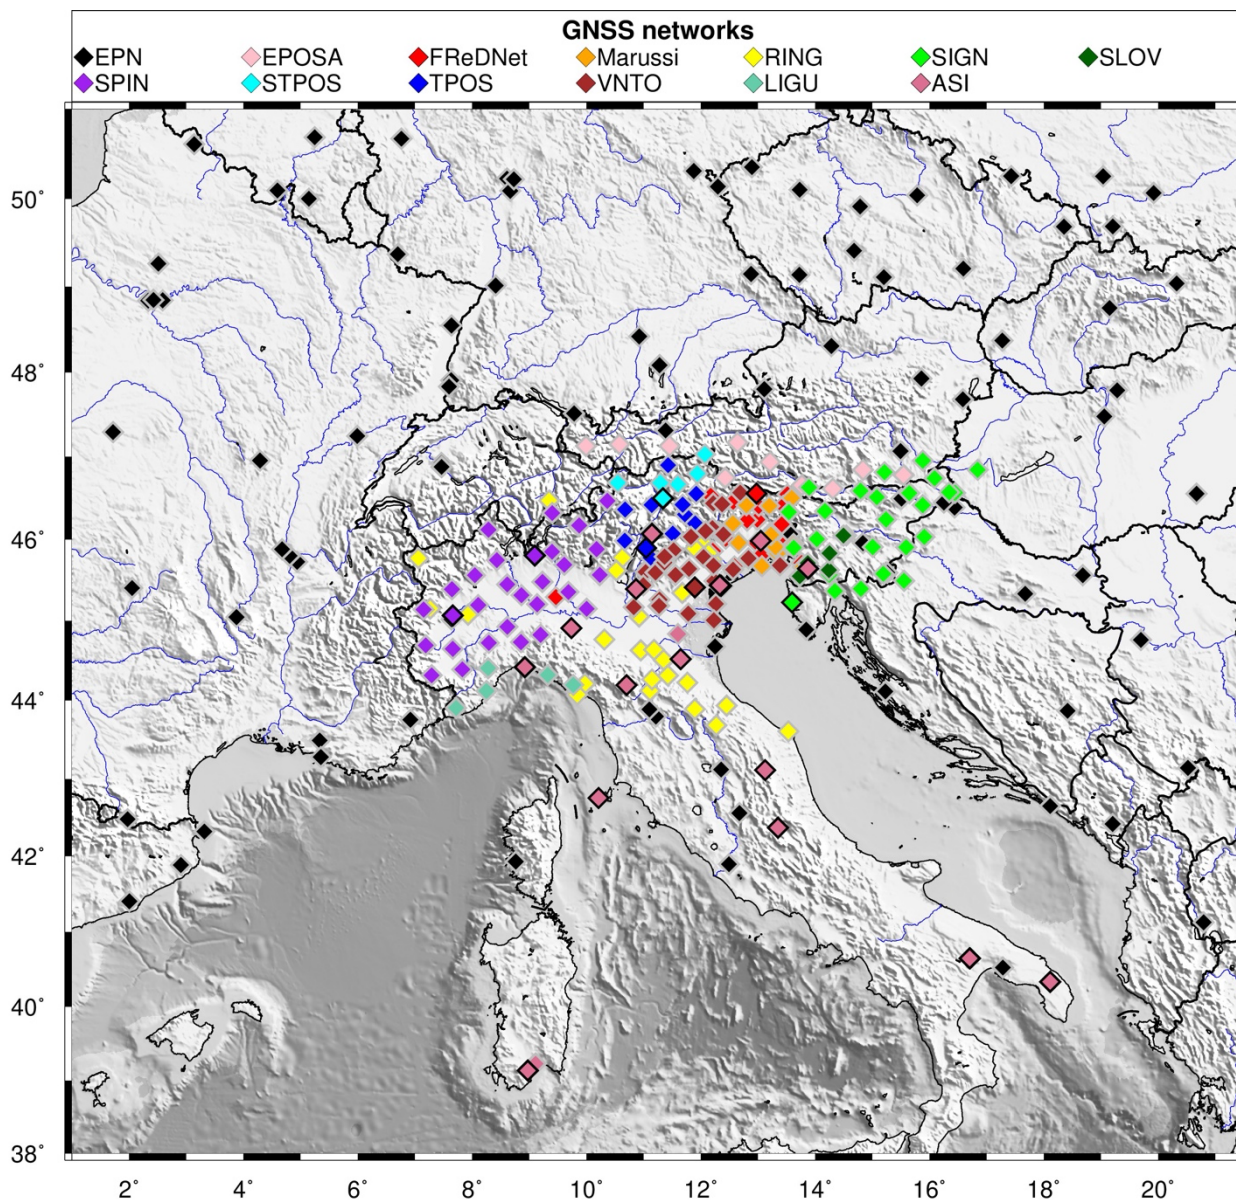 GNSS networks
EPN EPOSA FReDNet Marussi RING SIGN SLOV
SPIN STPOS TPOS VNTO LIGU ASI
50°
48°
46°
44°
42°
40°
38°
2° 4° 6° 8° 10° 12° 14° 16° 18° 20°